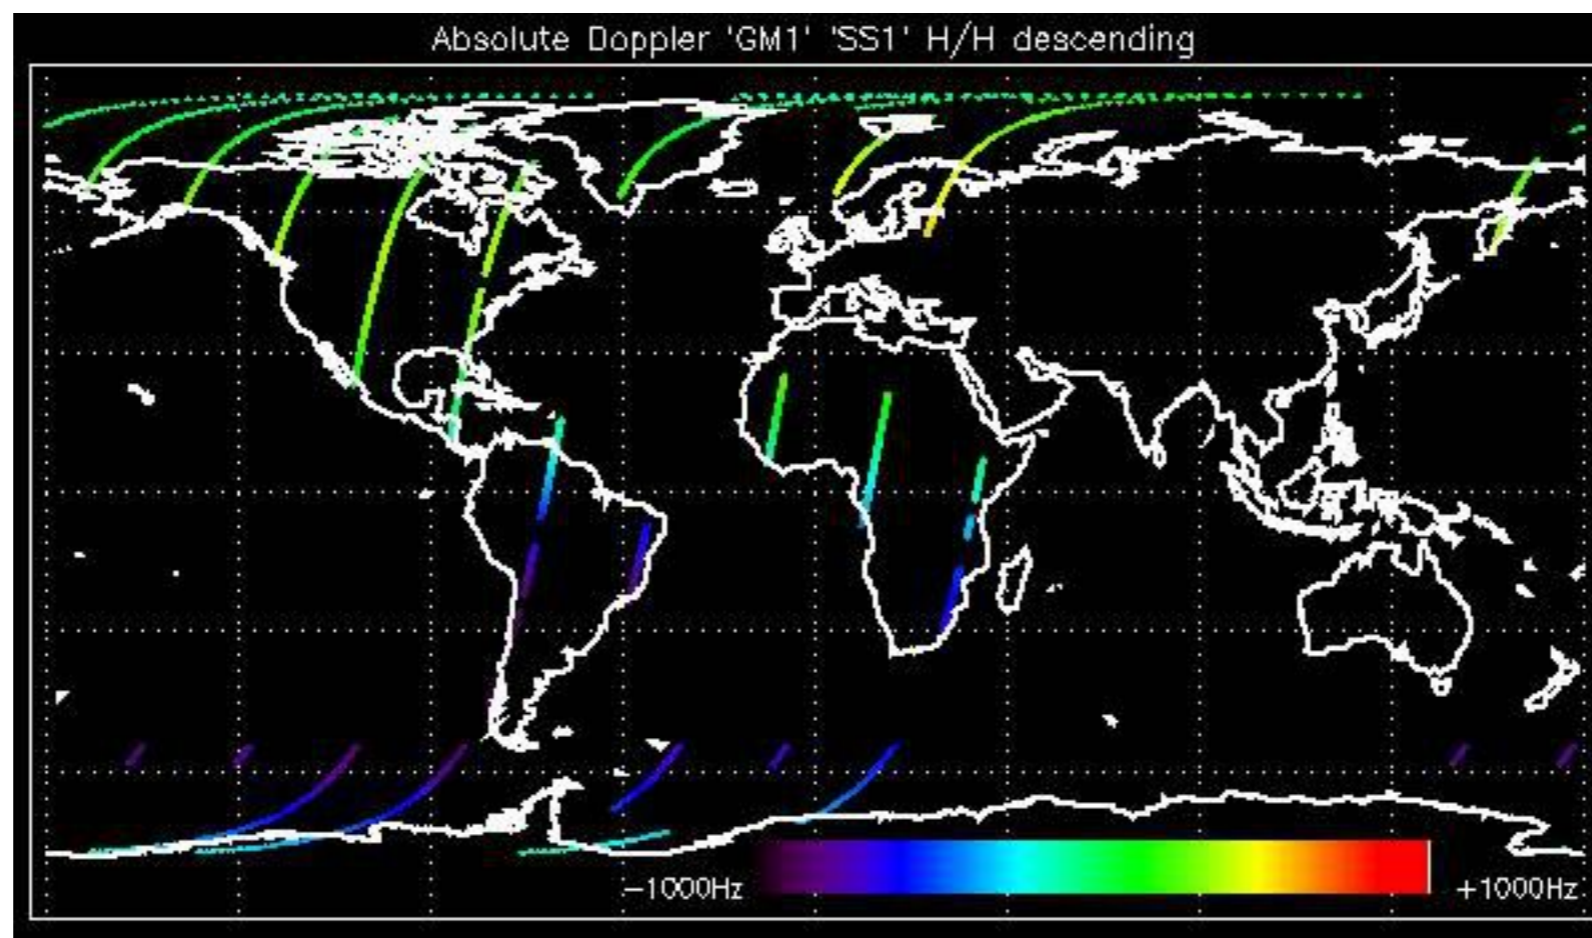 Absolute Doppler 'GM1' 'SS1' H/H descending
-1000Hz
+1000Hz